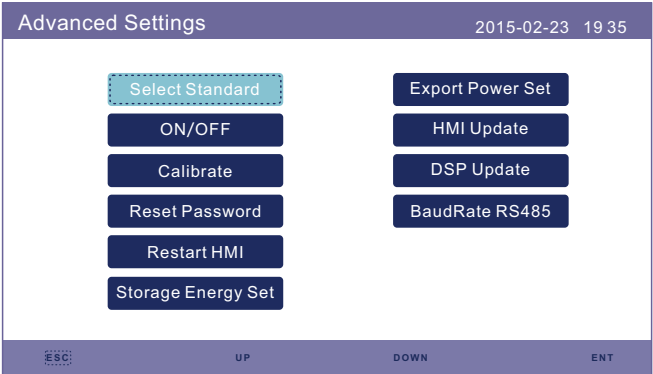 Advanced Settings
2015-02-23 19 35
Select Standard
ON/OFF
Calibrate
Reset Password
Restart HMI
Storage Energy Set
Export Power Set
HMI Update
DSP Update
BaudRate RS485
ESC UP DOWN ENT